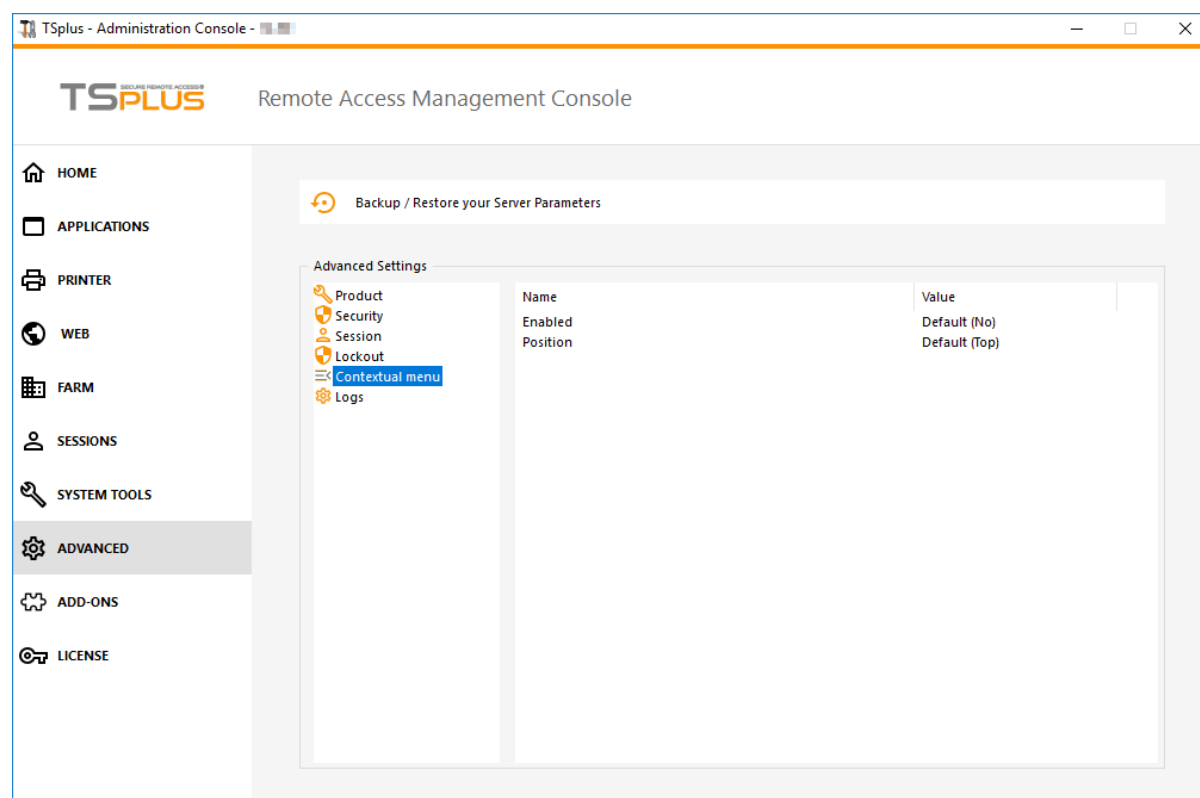 TSplus - Administration Console -
TSPLUS SECURE REMOTE ACCESS®
Remote Access Management Console
HOME
APPLICATIONS
PRINTER
WEB
FARM
SESSIONS
SYSTEM TOOLS
ADVANCED
ADD-ONS
LICENSE
Backup / Restore your Server Parameters
Advanced Settings
Product
Security
Session
Lockout
Contextual menu
Logs
Name Value
Enabled Default (No)
Position Default (Top)